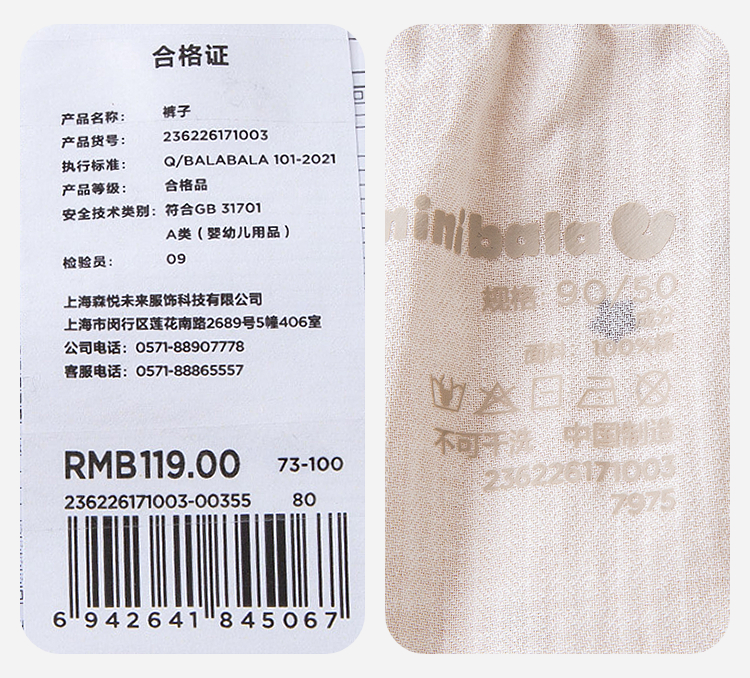 合格证
产品名称： 裤子
产品货号： 236226171003
执行标准： Q/BALABALA 101-2021
产品等级： 合格品
安全技术类别： 符合GB 31701
A类（婴幼儿用品）
检验员： 09
上海森悦未来服饰科技有限公司
上海市闵行区莲花南路2689号5幢406室
公司电话： 0571-88907778
客服电话： 0571-88865557
RMB119.00 73-100
236226171003-00355 80
6 942641 845067
minibala
规格 90/50
成分
面料：100%棉
不可干洗 中国制造
236226171003
7975